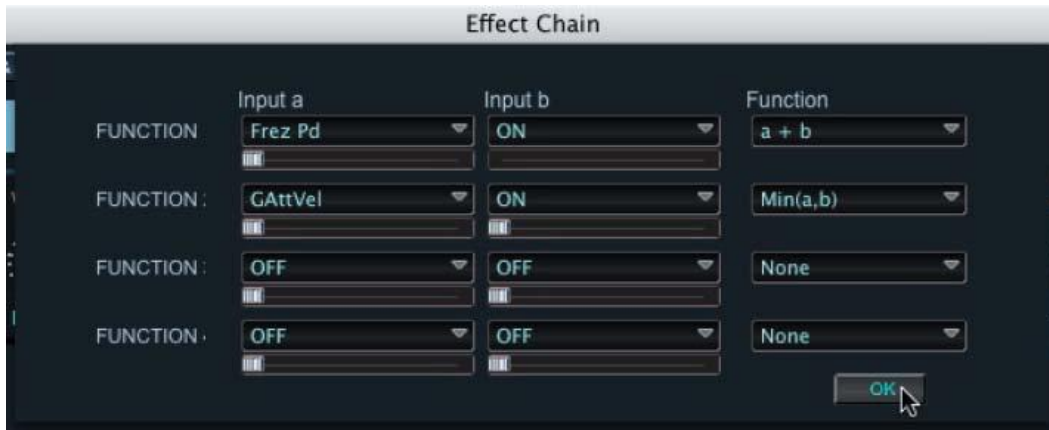 Effect Chain
Input a Input b Function
FUNCTION Frez Pd ON a + b
FUNCTION : GAttVel ON Min(a,b)
FUNCTION : OFF OFF None
FUNCTION OFF OFF None
OK